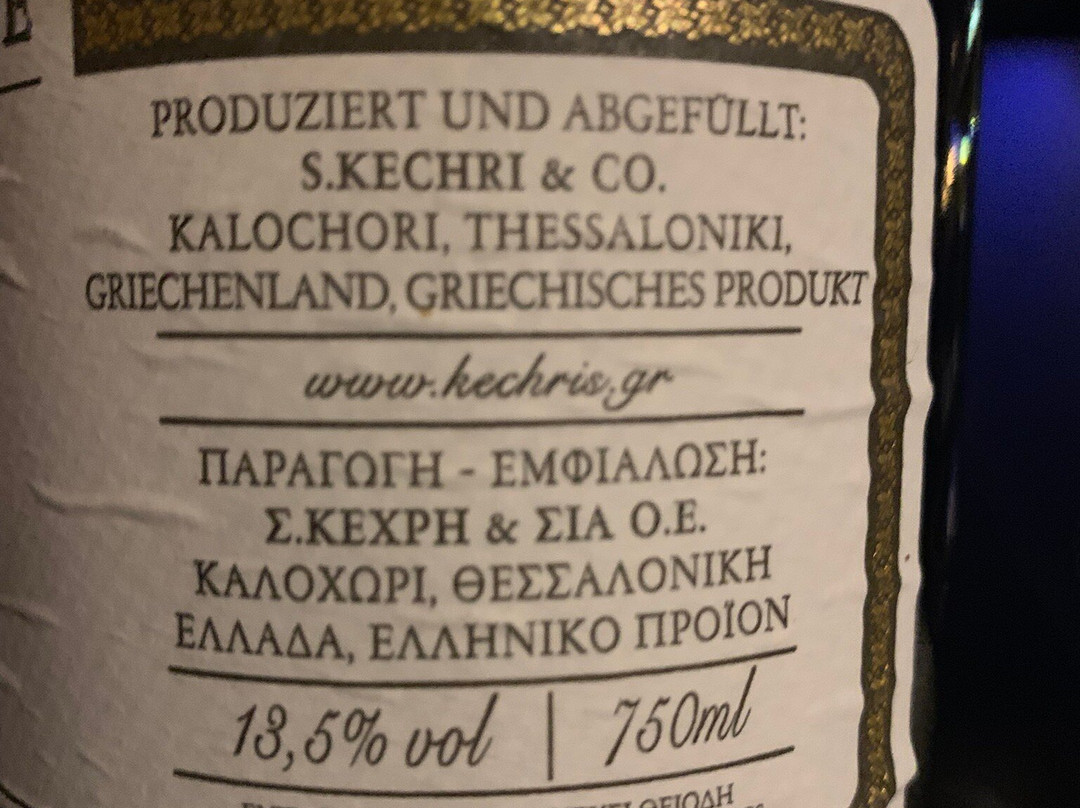 PRODUZIERT UND ABGEFÜLLT:
S.KECHRI & CO.
KALOCHORI, THESSALONIKI,
GRIECHENLAND, GRIECHISCHES PRODUKT
www.kechris.gr
ΠΑΡΑΓΩΓΗ - ΕΜΦΙΑΛΩΣΗ:
Σ.ΚΕΧΡΗ & ΣΙΑ Ο.Ε.
ΚΑΛΟΧΩΡΙ, ΘΕΣΣΑΛΟΝΙΚΗ
ΕΛΛΑΔΑ, ΕΛΛΗΝΙΚΟ ΠΡΟΪΟΝ
13,5% vol | 750ml